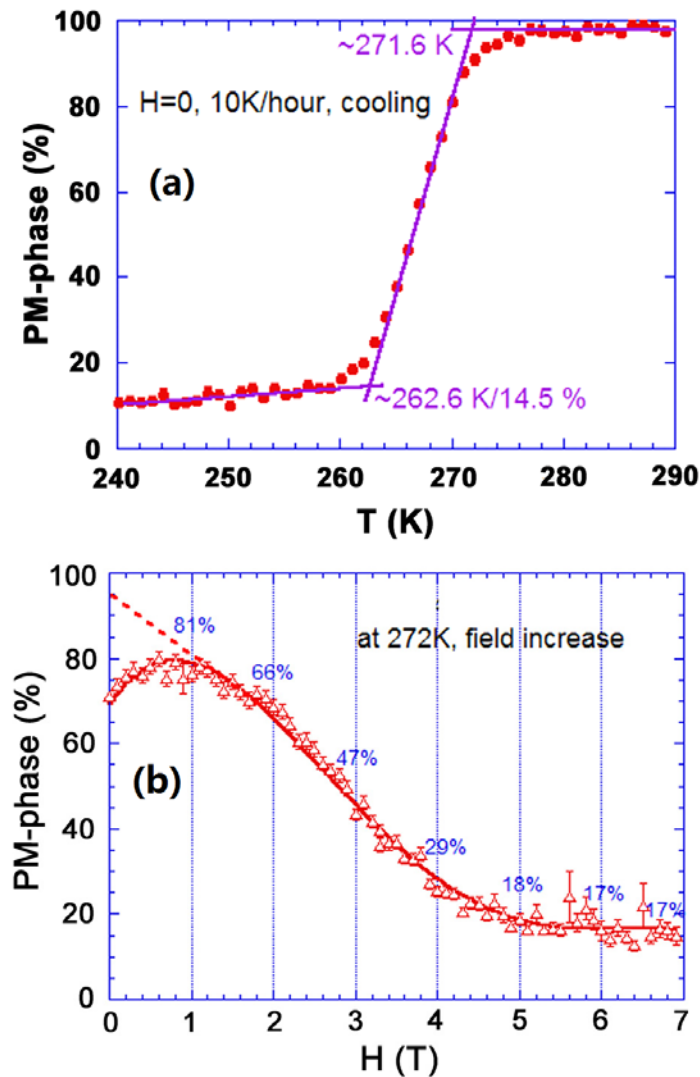 100
80
60
40
20
0
PM-phase (%)
~271.6 K
H=0, 10K/hour, cooling
(a)
~262.6 K/14.5 %
240 250 260 270 280 290
T (K)
100
80
60
40
20
0
PM-phase (%)
at 272K, field increase
81%
66%
47%
(b)
29%
18%
17%
17%
0 1 2 3 4 5 6 7
H (T)